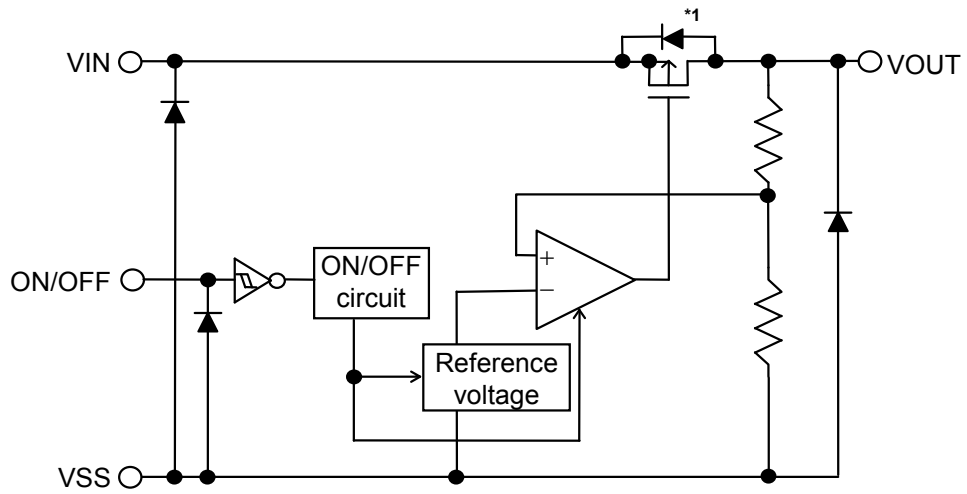 *1
VIN
VOUT
ON/OFF
ON/OFF
circuit
+
−
Reference
voltage
VSS